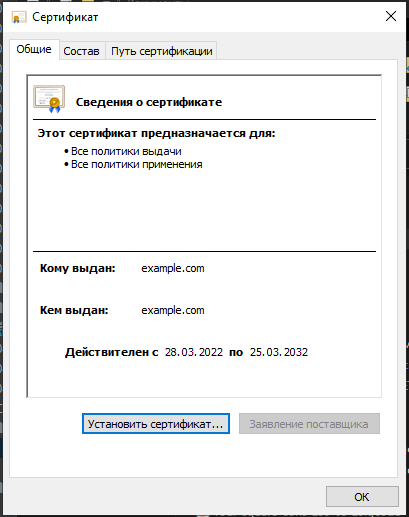 Сертификат
Общие
Состав
Путь сертификации
Сведения о сертификате
Этот сертификат предназначается для:
• Все политики выдачи
• Все политики применения
Кому выдан: example.com
Кем выдан: example.com
Действителен с 28.03.2022 по 25.03.2032
Установить сертификат...
Заявление поставщика
OK